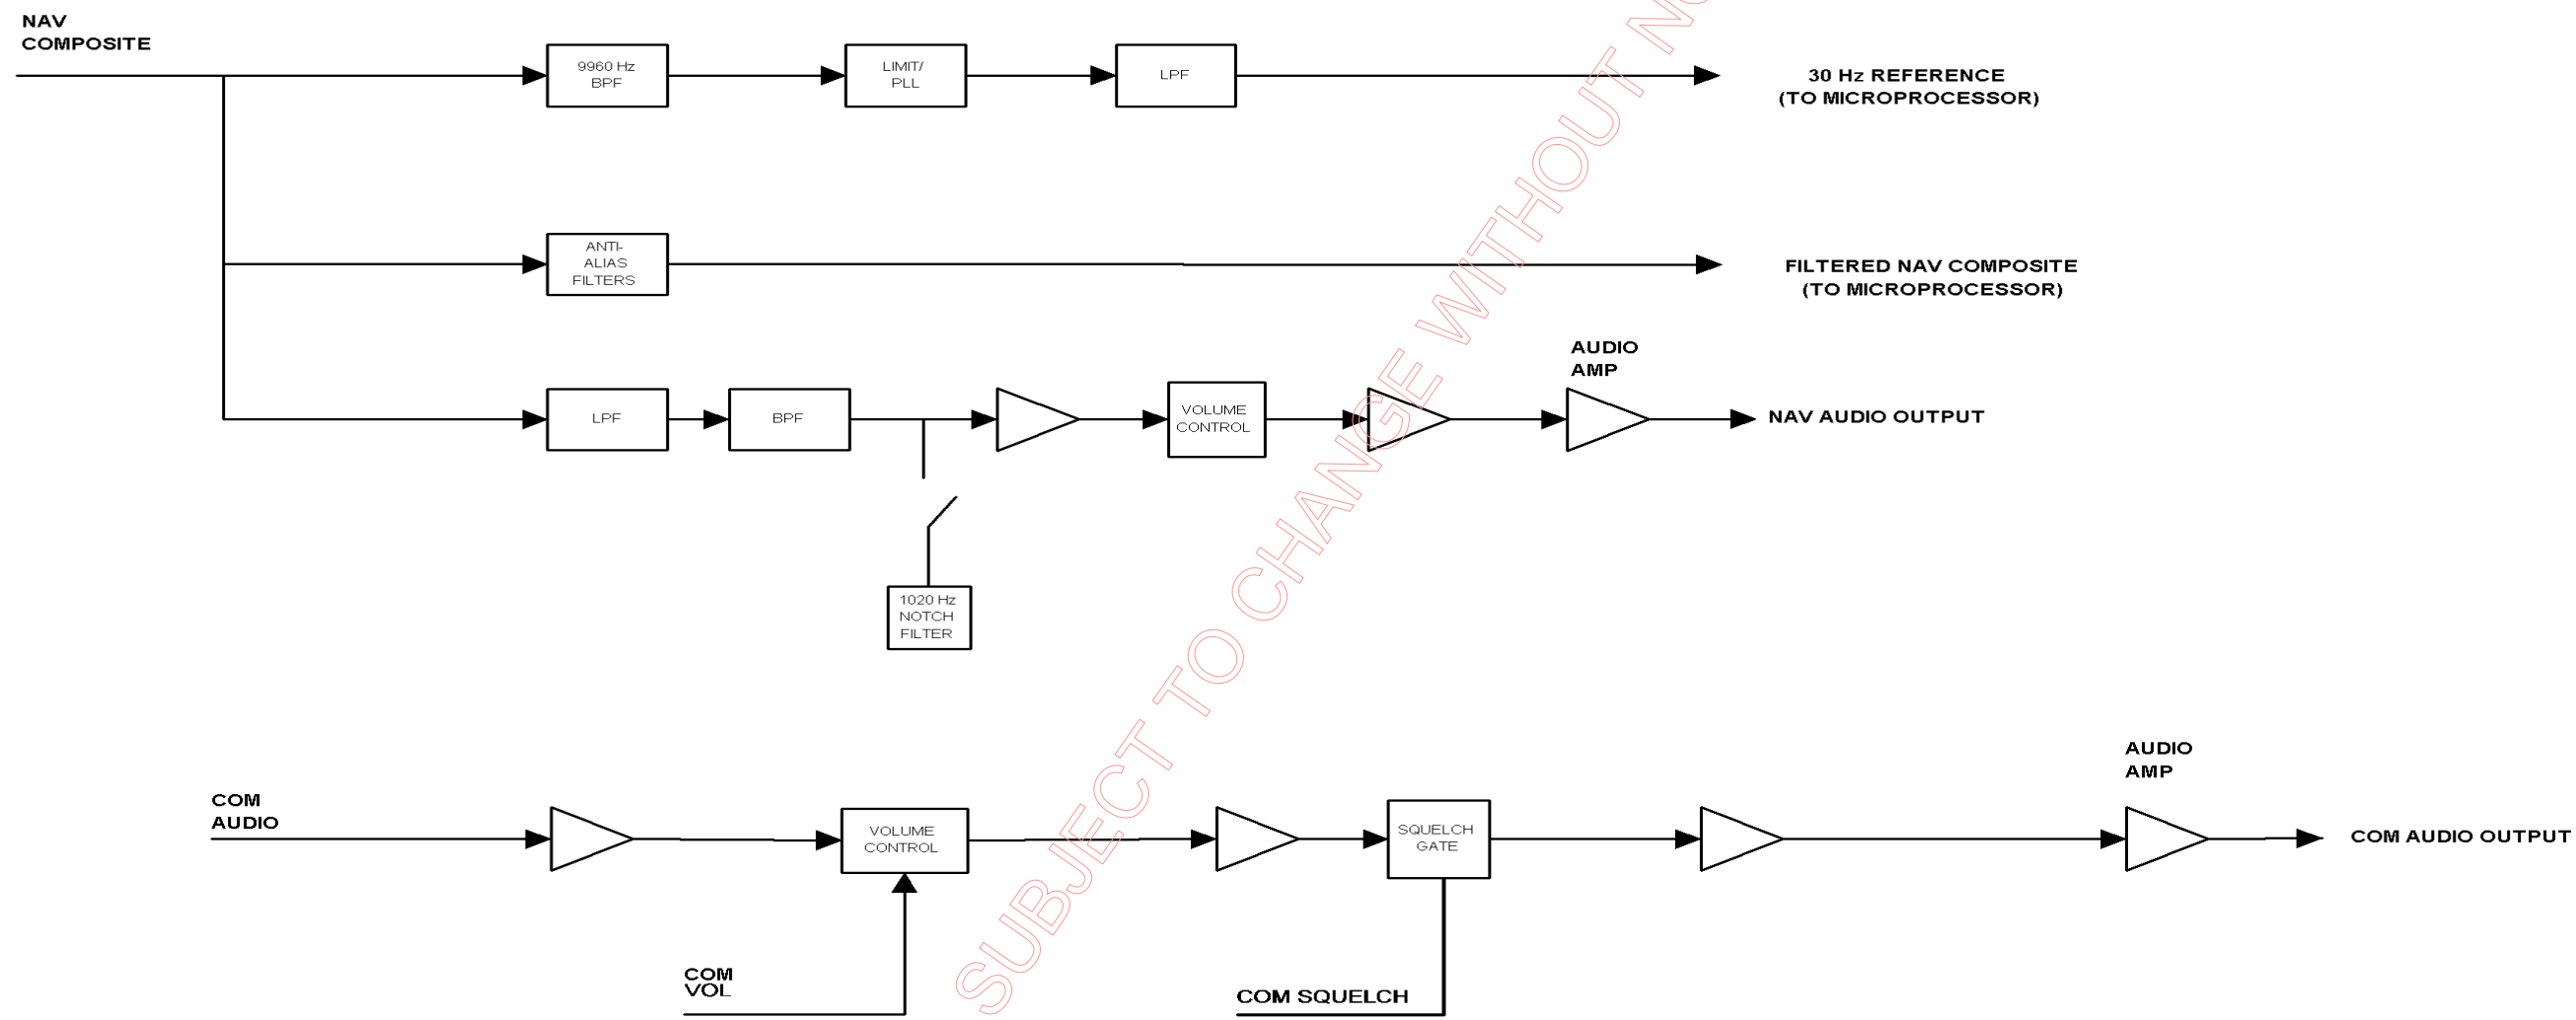 NAV
COMPOSITE
9960 Hz
BPF
LIMIT/
PLL
LPF
30 Hz REFERENCE
(TO MICROPROCESSOR)
ANTI-
ALIAS
FILTERS
FILTERED NAV COMPOSITE
(TO MICROPROCESSOR)
LPF
BPF
VOLUME
CONTROL
AUDIO
AMP
NAV AUDIO OUTPUT
1020 Hz
NOTCH
FILTER
COM
AUDIO
VOLUME
CONTROL
SQUELCH
GATE
AUDIO
AMP
COM AUDIO OUTPUT
COM
VOL
COM SQUELCH
SUBJECT TO CHANGE WITHOUT